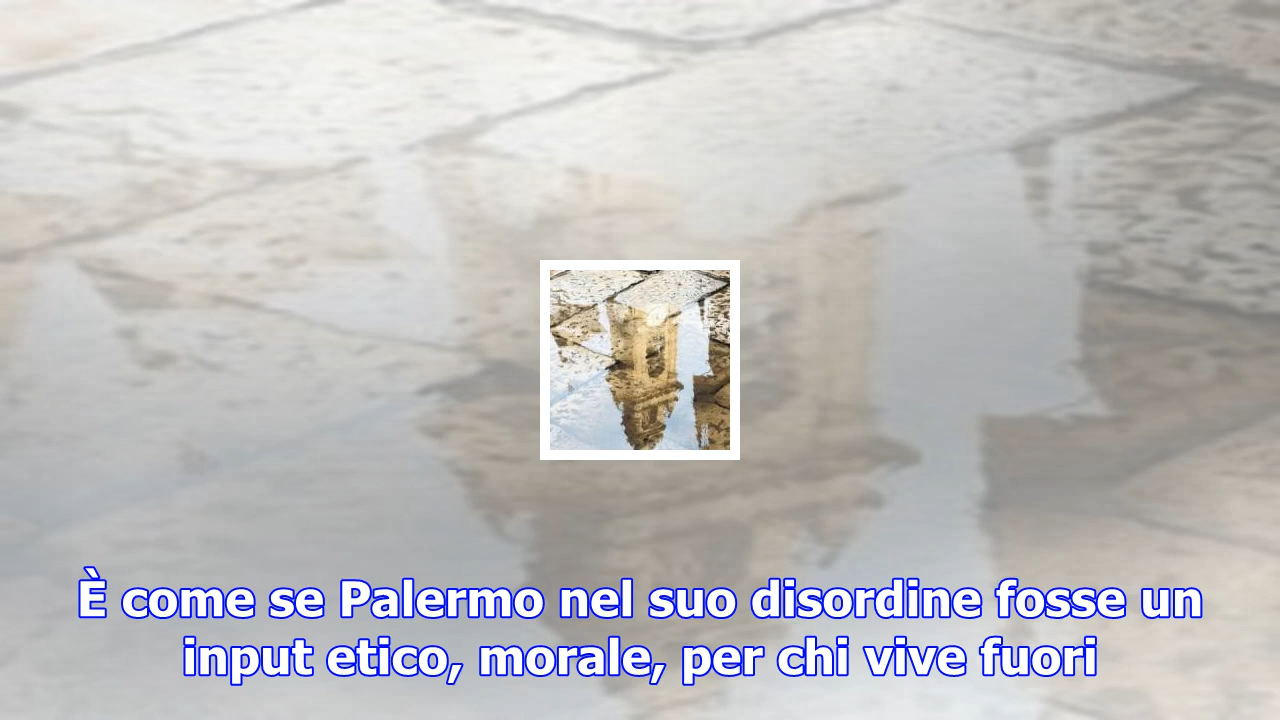 È come se Palermo nel suo disordine fosse un
input etico, morale, per chi vive fuori